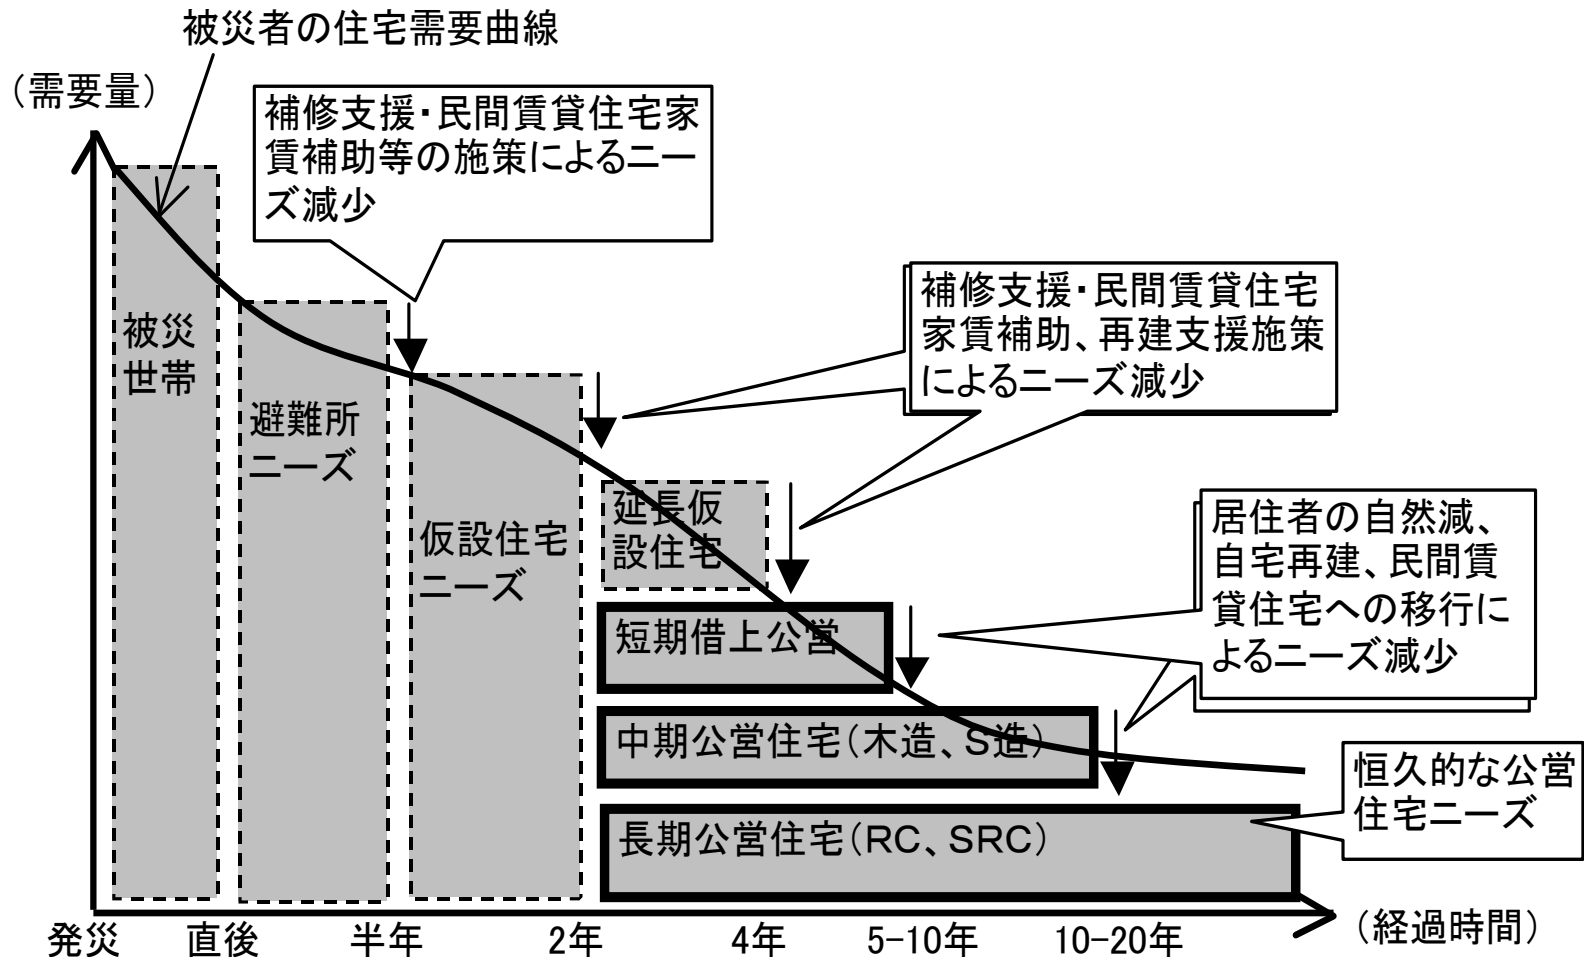 被災者の住宅需要曲線
（需要量）
補修支援・民間賃貸住宅家
賃補助等の施策によるニー
ズ減少
補修支援・民間賃貸住宅
家賃補助、再建支援施策
によるニーズ減少
被災
世帯
避難所
ニーズ
仮設住宅
ニーズ
延長仮
設住宅
居住者の自然減、
自宅再建、民間賃
貸住宅への移行に
よるニーズ減少
短期借上公営
中期公営住宅（木造、S造）
恒久的な公営
住宅ニーズ
長期公営住宅（RC、SRC）
発災
直後
半年
2年
4年
5-10年
10-20年
（経過時間）